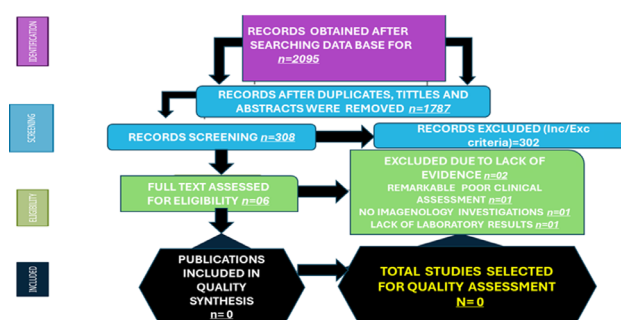 IDENTIFICATION
RECORDS OBTAINED AFTER
SEARCHING DATA BASE FOR
n=2095
RECORDS AFTER DUPLICATES, TITTLES AND
ABSTRACTS WERE REMOVED n=1787
SCREENING
RECORDS SCREENING n=308
RECORDS EXCLUDED (Inc/Exc
criteria)=302
ELIGIBILITY
FULL TEXT ASSESSED
FOR ELIGIBILITY n=06
EXCLUDED DUE TO LACK OF
EVIDENCE n=02
REMARKABLE POOR CLINICAL
ASSESSMENT n=01
NO IMAGENOLOGY INVESTIGATIONS n=01
LACK OF LABORATORY RESULTS n=01
INCLUDED
PUBLICATIONS
INCLUDED IN
QUALITY
SYNTHESIS
n= 0
TOTAL STUDIES SELECTED
FOR QUALITY ASSESSMENT
N= 0